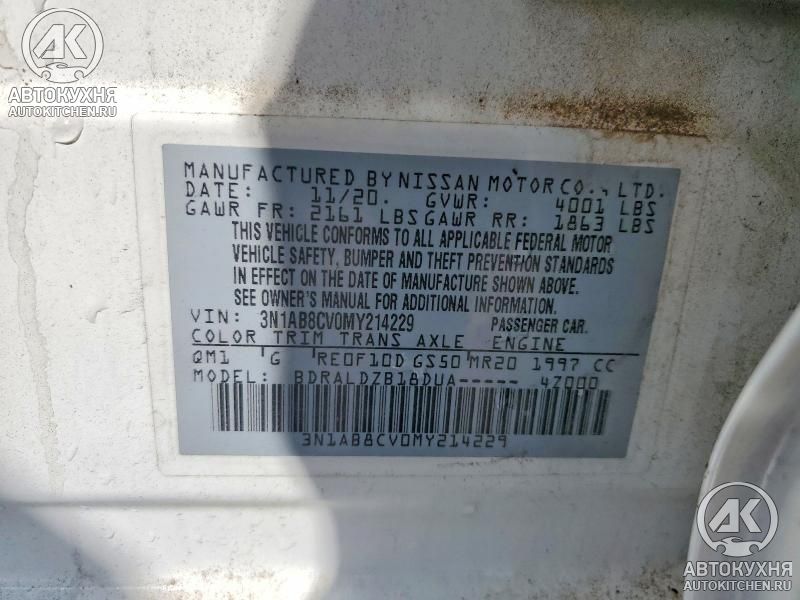 AK
АВТОКУХНЯ
AUTOKITCHEN.RU
MANUFACTURED BY NISSAN MOTOR CO., LTD.
DATE: 11/20. GVWR: 4001 LBS
GAWR FR: 2161 LBS GAWR RR: 1863 LBS
THIS VEHICLE CONFORMS TO ALL APPLICABLE FEDERAL MOTOR
VEHICLE SAFETY, BUMPER AND THEFT PREVENTION STANDARDS
IN EFFECT ON THE DATE OF MANUFACTURE SHOWN ABOVE.
SEE OWNER'S MANUAL FOR ADDITIONAL INFORMATION.
VIN: 3N1AB8CV0MY214229 PASSENGER CAR.
COLOR TRIM TRANS AXLE ENGINE
QM1 G RE0F10D GS50 MR20 1997 CC
MODEL: BDRALDZB18DUA----- 4Z000
3N1AB8CV0MY214229
AK
АВТОКУХНЯ
AUTOKITCHEN.RU